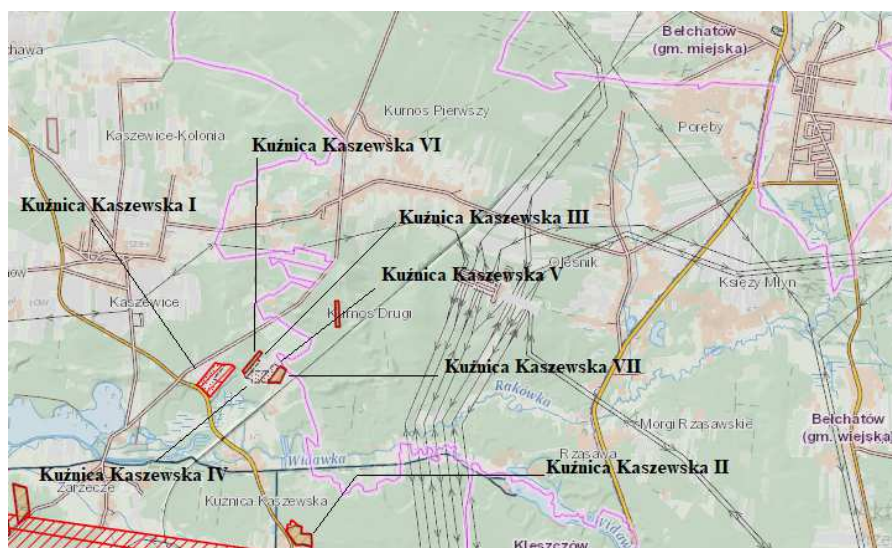 Bełchatów
(gm. miejska)
Kurnos Pierwszy
Poręby
Kaszewice-Kolonia
Kuźnica Kaszewska VI
Kuźnica Kaszewska I
Kuźnica Kaszewska III
Kuźnica Kaszewska V
Oleśnik
Księży Młyn
Kaszewice
Kurnos Drugi
Kuźnica Kaszewska VII
Rakówka
Morgi Rzasawskie
Bełchatów
(gm. wiejska)
Widawka
Rzasawa
Kuźnica Kaszewska IV
Kuźnica Kaszewska II
Zarzecze
Kuźnica Kaszewska
Kleszczów